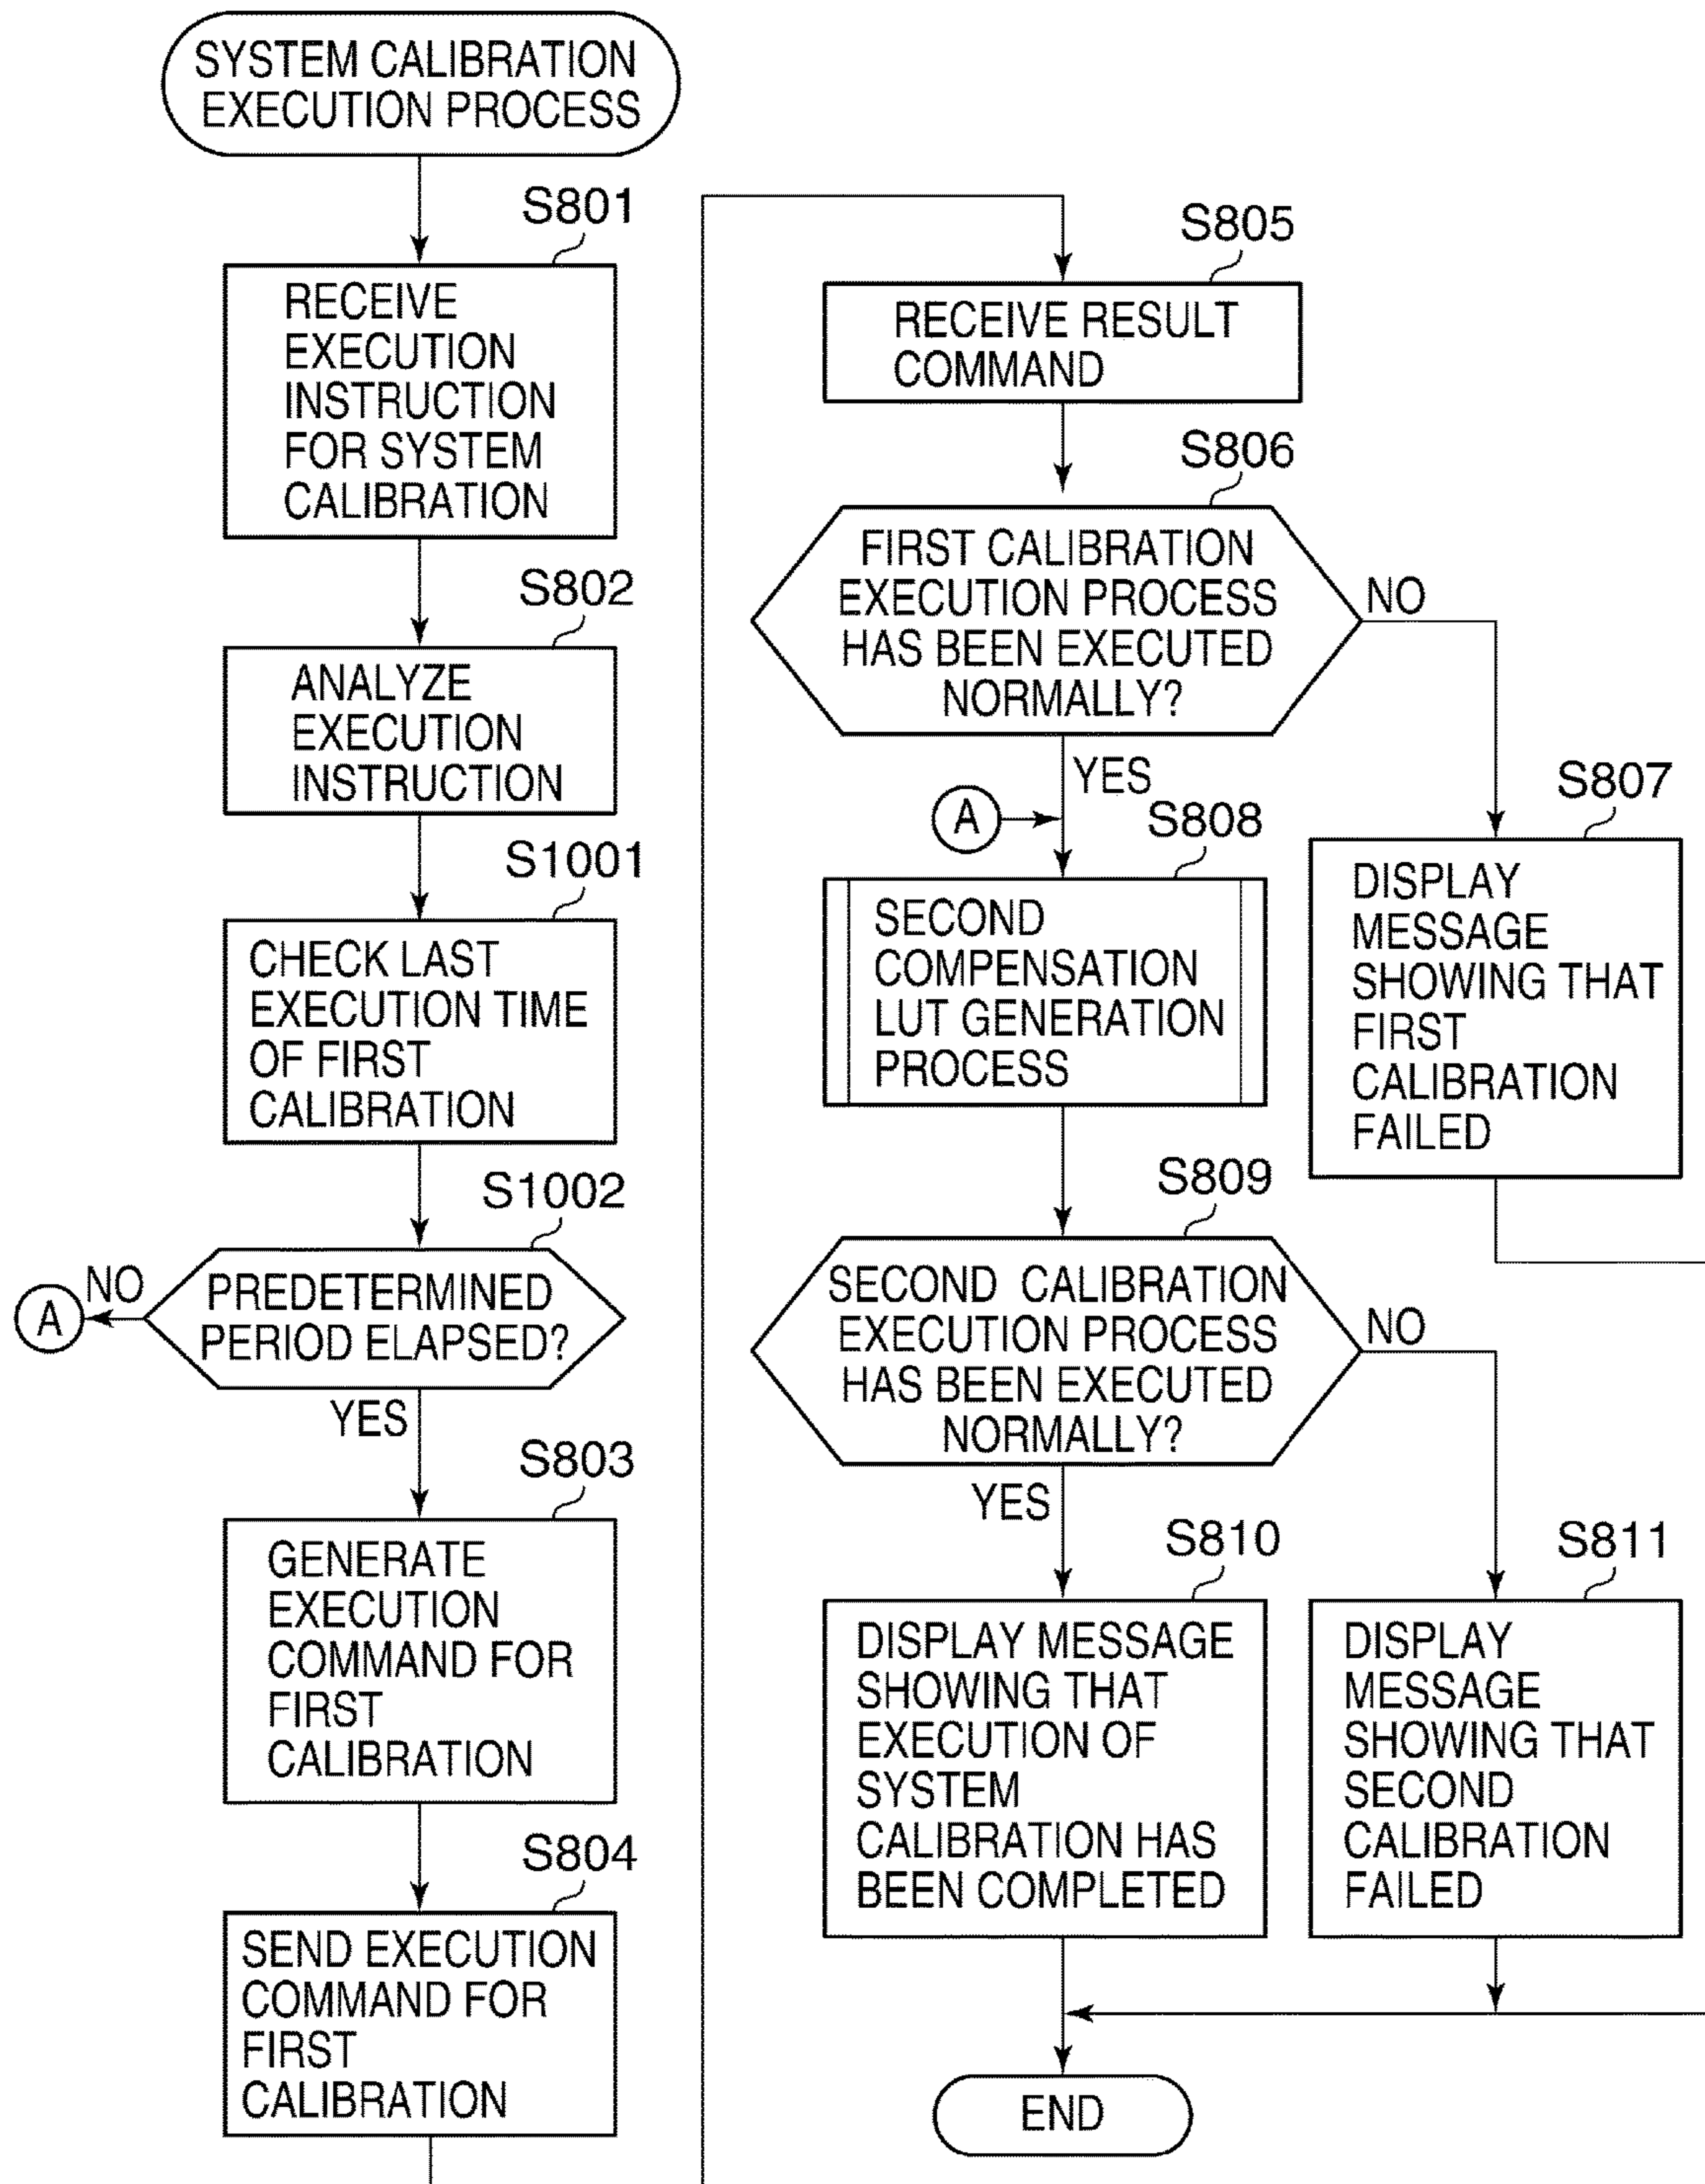 SYSTEM CALIBRATION
EXECUTION PROCESS
S801
RECEIVE
EXECUTION
INSTRUCTION
FOR SYSTEM
CALIBRATION
S802
ANALYZE
EXECUTION
INSTRUCTION
S1001
CHECK LAST
EXECUTION TIME
OF FIRST
CALIBRATION
S1002
PREDETERMINED
PERIOD ELAPSED?
NO
A
YES
S803
GENERATE
EXECUTION
COMMAND FOR
FIRST
CALIBRATION
S804
SEND EXECUTION
COMMAND FOR
FIRST
CALIBRATION
S805
RECEIVE RESULT
COMMAND
S806
FIRST CALIBRATION
EXECUTION PROCESS
HAS BEEN EXECUTED
NORMALLY?
NO
YES
S807
DISPLAY
MESSAGE
SHOWING THAT
FIRST
CALIBRATION
FAILED
A
S808
SECOND
COMPENSATION
LUT GENERATION
PROCESS
S809
SECOND CALIBRATION
EXECUTION PROCESS
HAS BEEN EXECUTED
NORMALLY?
NO
YES
S810
DISPLAY MESSAGE
SHOWING THAT
EXECUTION OF
SYSTEM
CALIBRATION HAS
BEEN COMPLETED
S811
DISPLAY
MESSAGE
SHOWING THAT
SECOND
CALIBRATION
FAILED
END